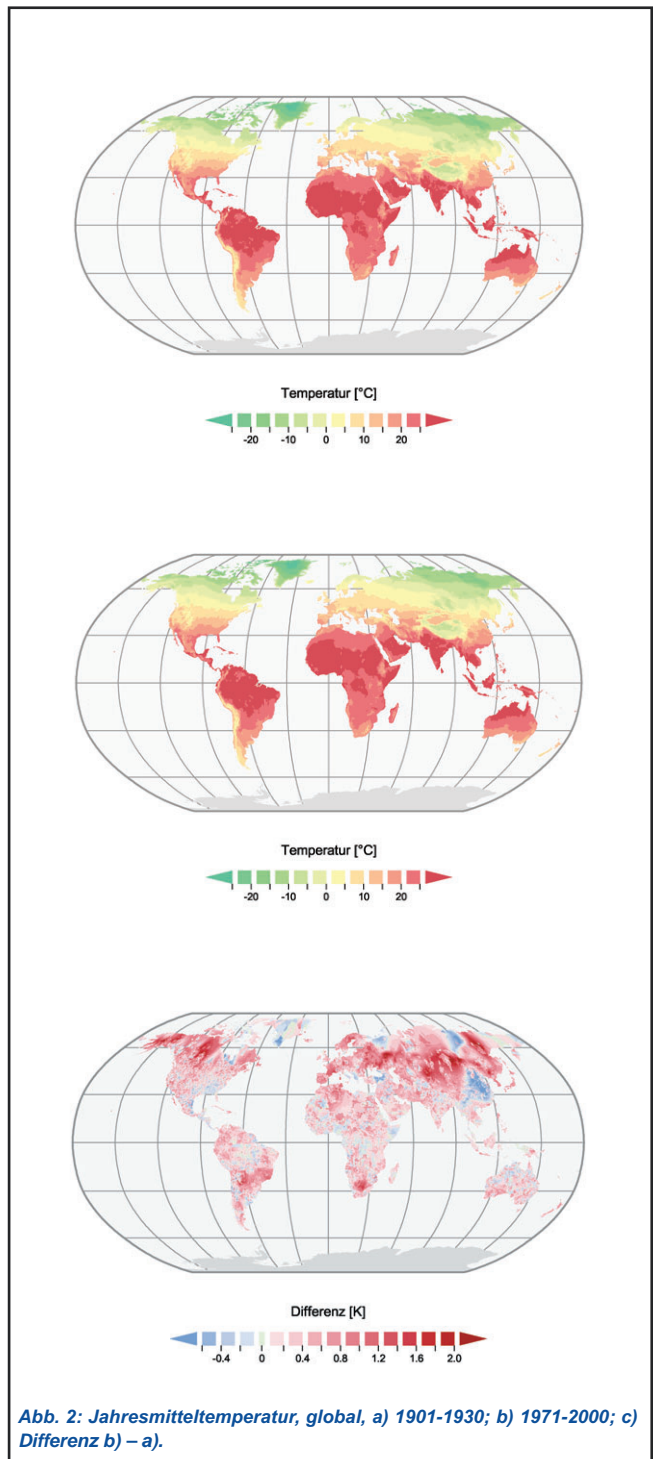 Temperatur [°C]
-20 -10 0 10 20
Temperatur [°C]
-20 -10 0 10 20
Differenz [K]
-0.4 0 0.4 0.8 1.2 1.6 2.0
Abb. 2: Jahresmitteltemperatur, global, a) 1901-1930; b) 1971-2000; c)
Differenz b) – a).